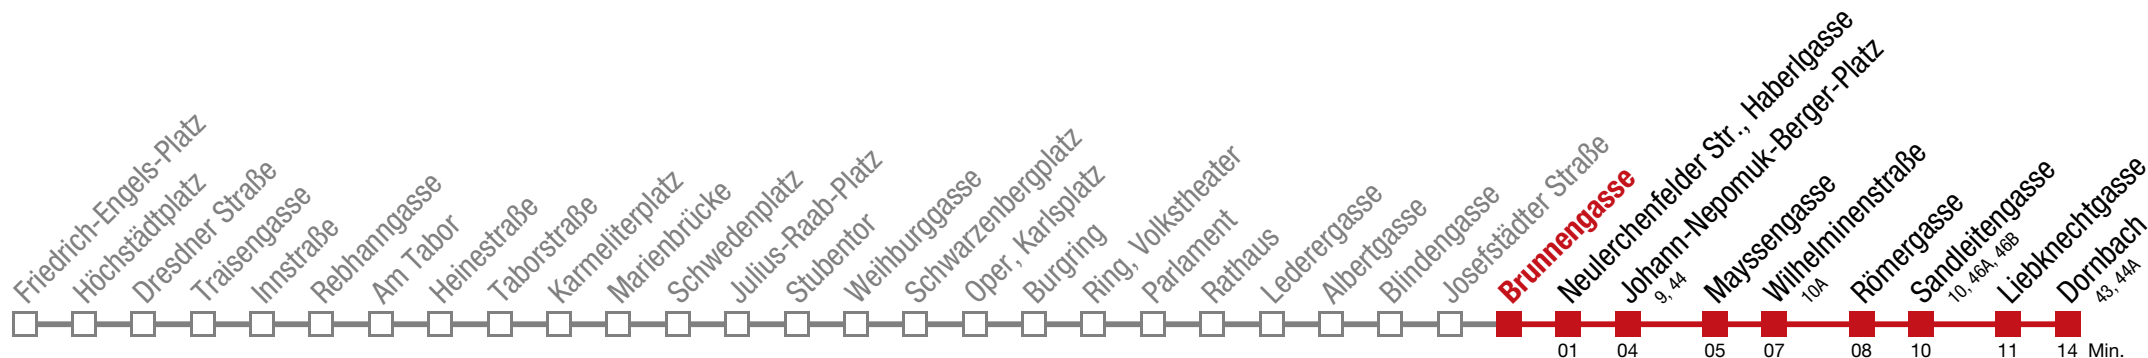 Friedrich-Engels-Platz
Höchstädtplatz
Dresdner Straße
Traisengasse
Innstraße
Rebhanngasse
Am Tabor
Heinestraße
Taborstraße
Karmeliterplatz
Marienbrücke
Schwedenplatz
Julius-Raab-Platz
Stubentor
Weihburggasse
Schwarzenbergplatz
Oper, Karlsplatz
Burgring
Ring, Volkstheater
Parlament
Rathaus
Lederergasse
Albertgasse
Blindengasse
Josefstädter Straße
Brunnengasse
Neulerchenfelder Str., Haberlgasse
Johann-Nepomuk-Berger-Platz
9, 44
Mayssengasse
Wilhelminenstraße
10A
Römergasse
Sandleitengasse
10, 46A, 46B
Liebknechtgasse
Dornbach
43, 44A
01 04 05 07 08 10 11 14 Min.